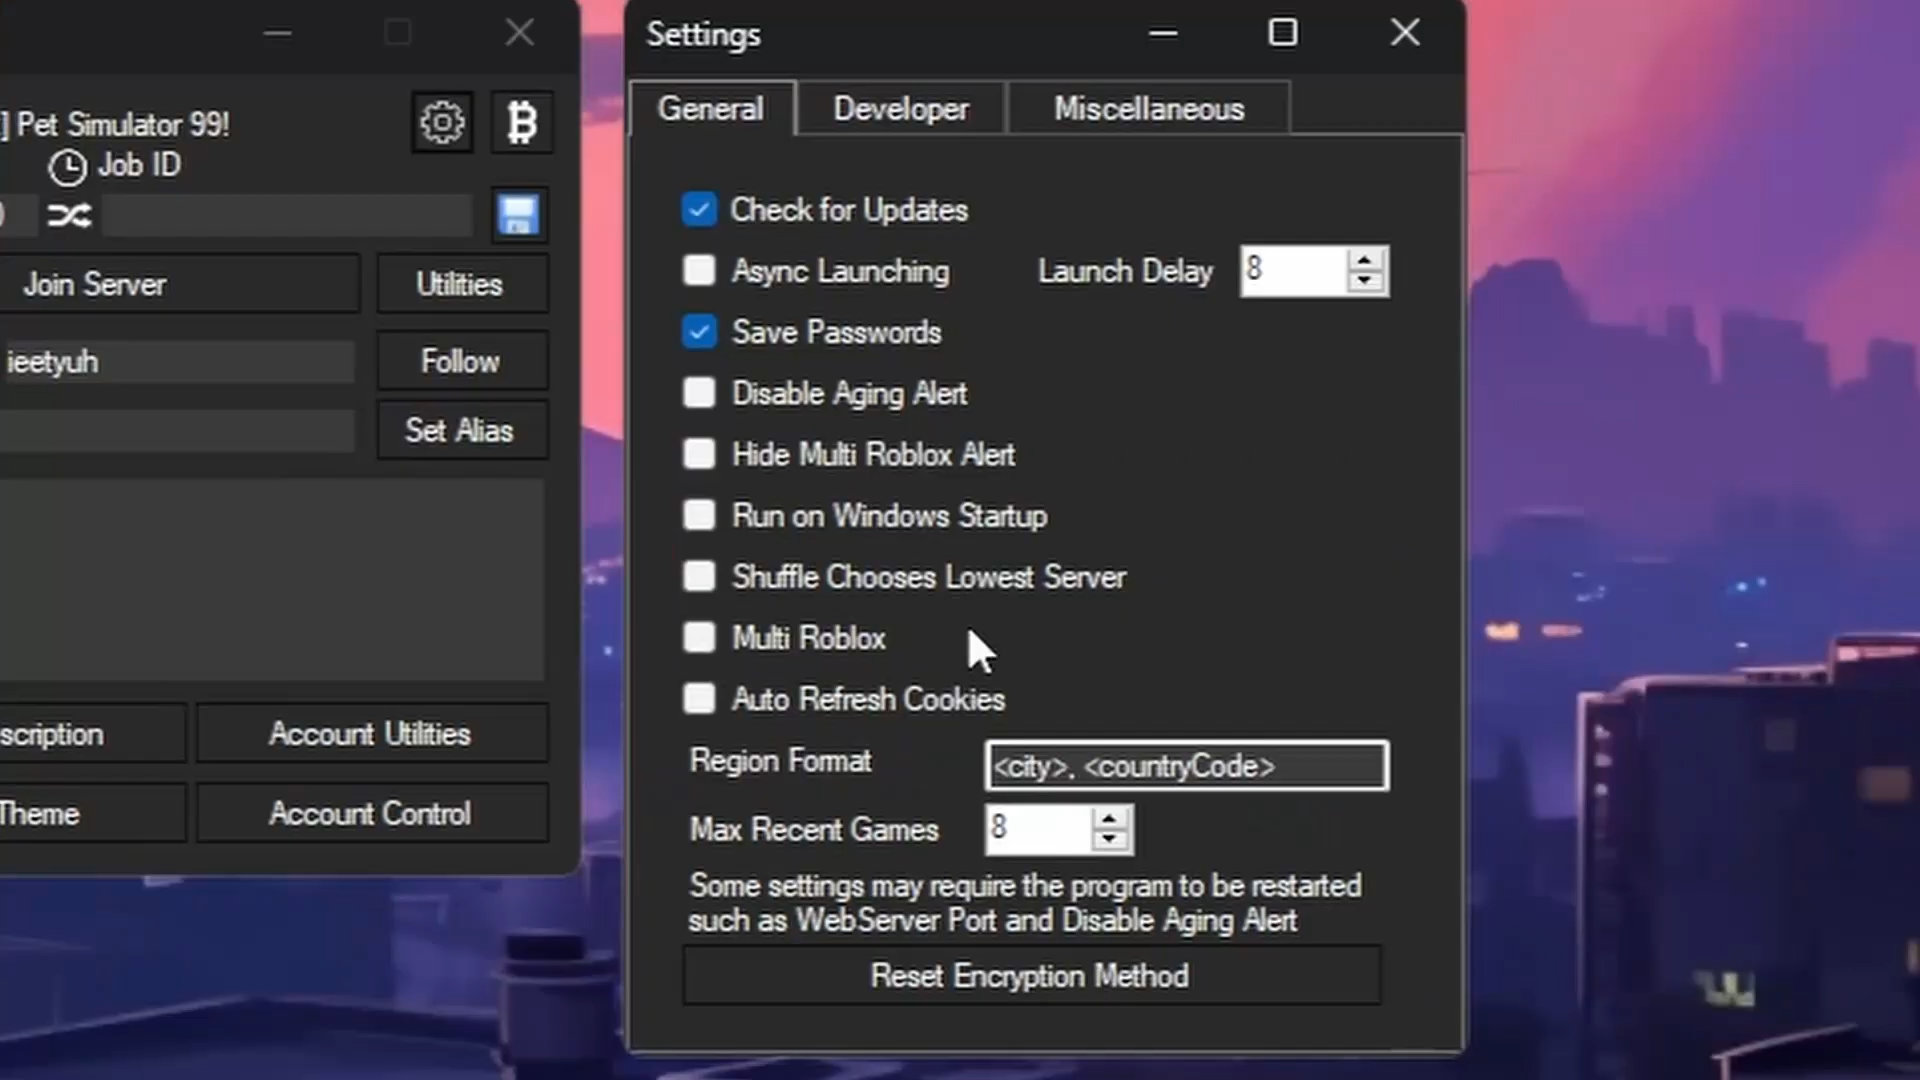 ] Pet Simulator 99!
Job ID
Join Server
Utilities
ieetyuh
Follow
Set Alias
scription
Account Utilities
Theme
Account Control
Settings
General
Developer
Miscellaneous
Check for Updates
Async Launching
Launch Delay
8
Save Passwords
Disable Aging Alert
Hide Multi Roblox Alert
Run on Windows Startup
Shuffle Chooses Lowest Server
Multi Roblox
Auto Refresh Cookies
Region Format
<city>, <countryCode>
Max Recent Games
8
Some settings may require the program to be restarted
such as WebServer Port and Disable Aging Alert
Reset Encryption Method